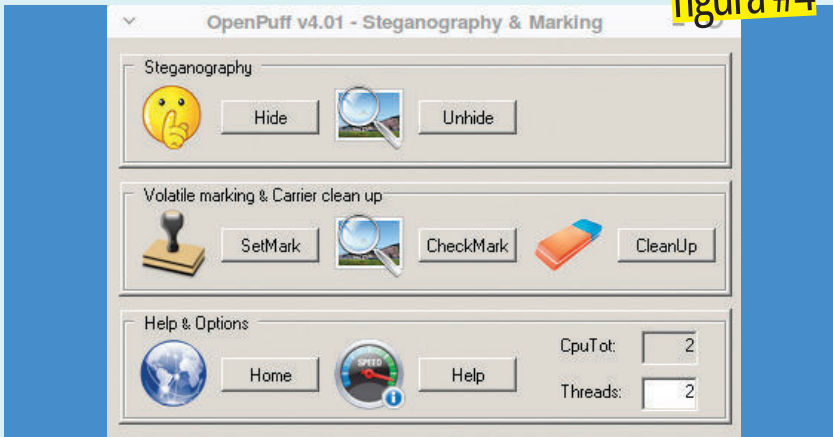 figura #4
OpenPuff v4.01 - Steganography & Marking
Steganography
Hide Unhide
Volatile marking & Carrier clean up
SetMark CheckMark CleanUp
Help & Options
SPEED
CpuTot: 2
Home Help
Threads: 2